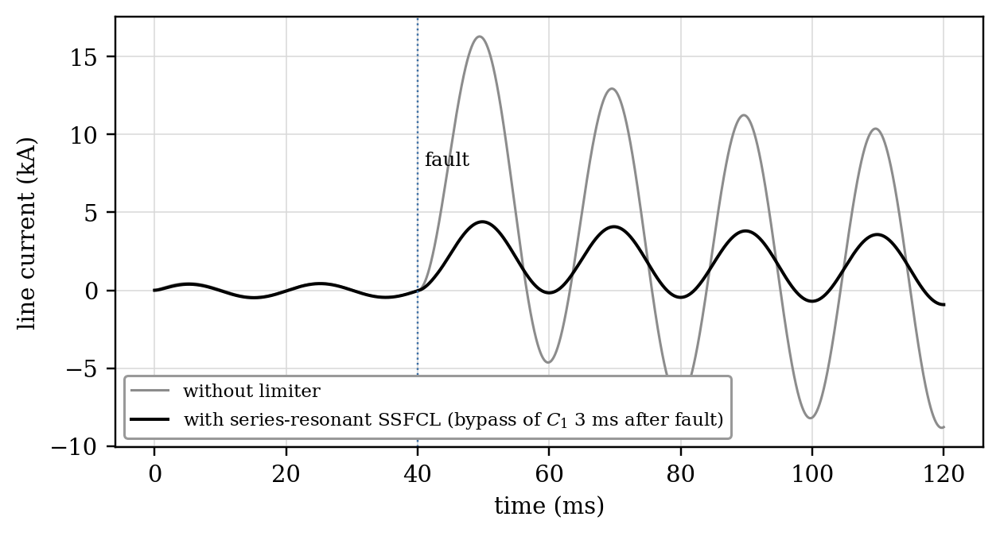 15
10
5
0
−5
−10
line current (kA)
fault
without limiter
with series-resonant SSFCL (bypass of C₁ 3 ms after fault)
0 20 40 60 80 100 120
time (ms)